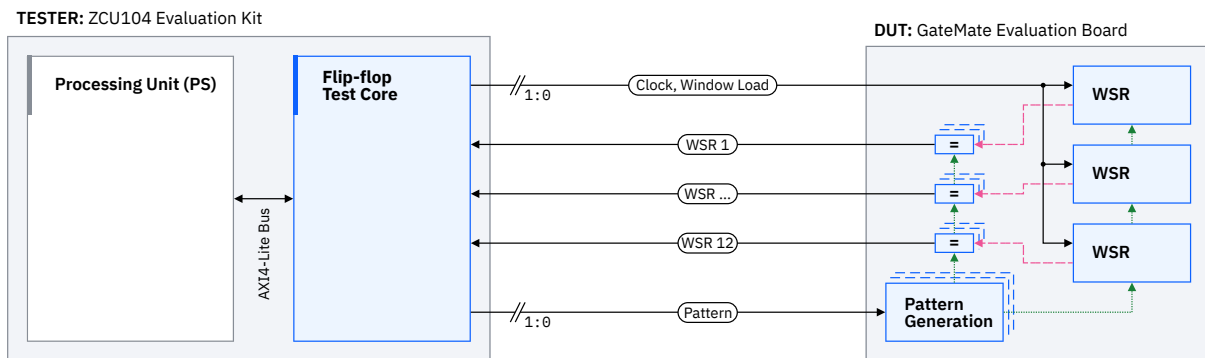 TESTER: ZCU104 Evaluation Kit
DUT: GateMate Evaluation Board
Processing Unit (PS)
Flip-flop
Test Core
AXI4-Lite Bus
1:0
Clock, Window Load
WSR 1
WSR ...
WSR 12
1:0
Pattern
=
=
=
WSR
WSR
WSR
Pattern
Generation